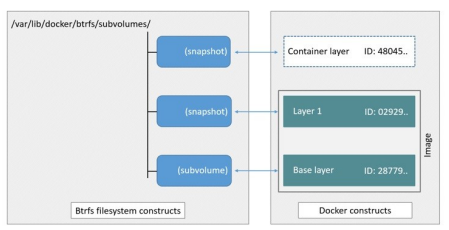 /var/lib/docker/btrfs/subvolumes/
(snapshot)
Container layer ID: 48045..
(snapshot)
Layer 1 ID: 02929..
(subvolume)
Base layer ID: 28779..
Image
Btrfs filesystem constructs
Docker constructs